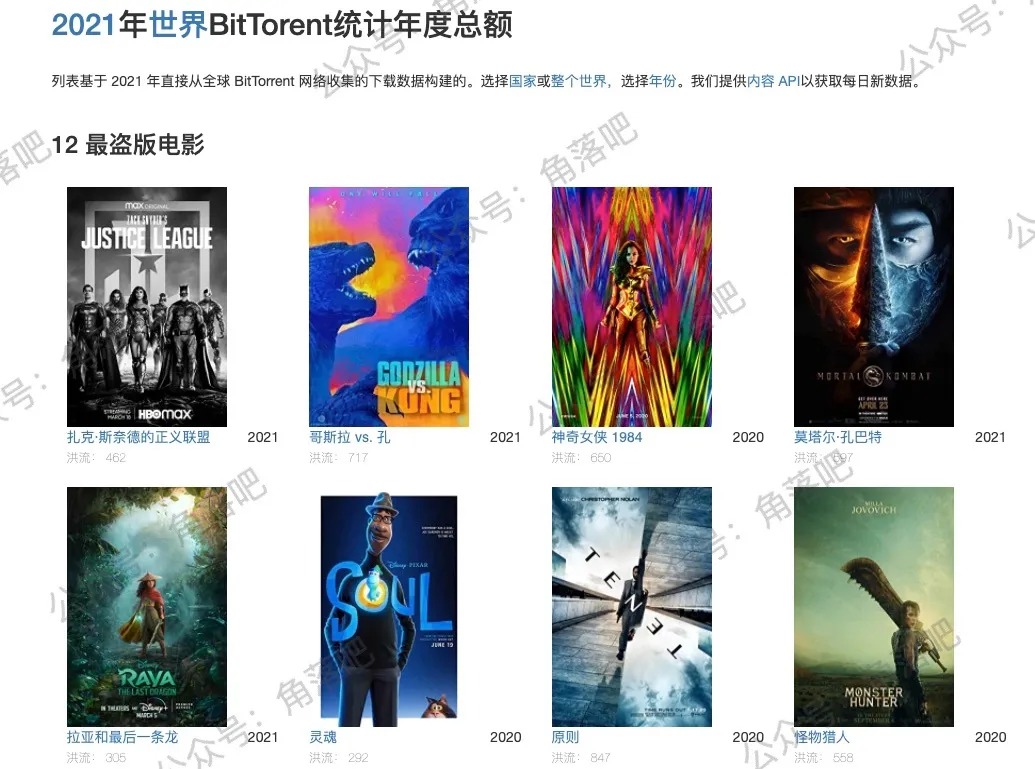 2021年世界BitTorent统计年度总额
列表基于 2021 年直接从全球 BitTorrent 网络收集的下载数据构建的。选择国家或整个世界，选择年份。我们提供内容 API以获取每日新数据。
12 最盗版电影
max ORIGINAL
ZACK SNYDER'S
JUSTICE LEAGUE
STREAMING
MARCH 18
HBOmax
ONE WILL FALL
GODZILLA
VS.
KONG
JUNE 5, 2020
MORTAL KOMBAT
GET OVER HERE
APRIL 23
扎克·斯奈德的正义联盟 2021
洪流： 462
哥斯拉 vs. 孔 2021
洪流： 717
神奇女侠 1984 2020
洪流： 650
莫塔尔·孔巴特 2021
洪流： 597
Disney
RAYA
AND
THE LAST DRAGON
IN THEATERS AND Disney+
MARCH 5
Disney PIXAR
SOUL
JUNE 19
CHRISTOPHER NOLAN
TENET
MILLA
JOVOVICH
MONSTER
HUNTER
拉亚和最后一条龙 2021
洪流： 305
灵魂 2020
洪流： 292
原则 2020
洪流： 847
怪物猎人 2020
洪流： 558
公众号：角落吧